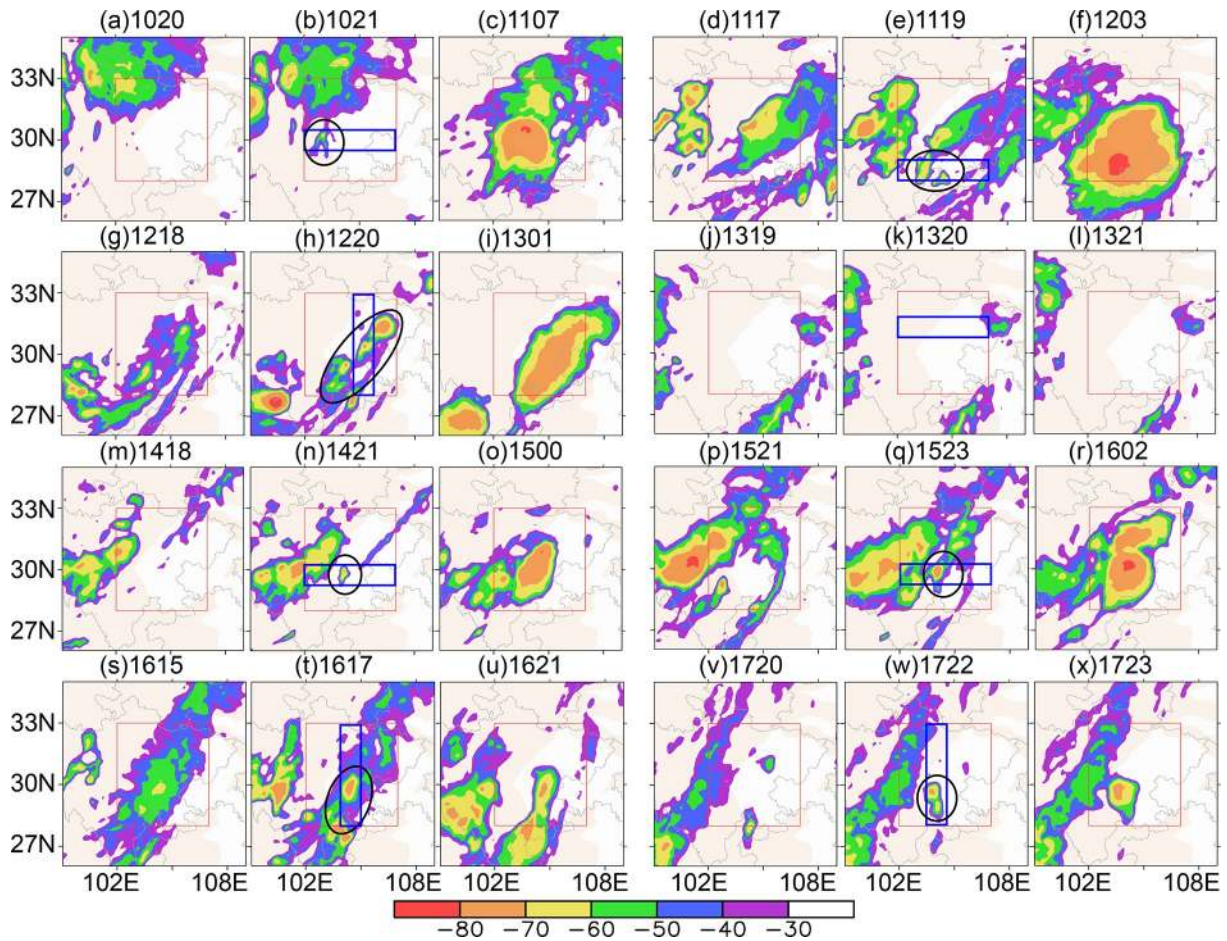 (a)1020 (b)1021 (c)1107 (d)1117 (e)1119 (f)1203
33N
30N
27N
(g)1218 (h)1220 (i)1301 (j)1319 (k)1320 (l)1321
33N
30N
27N
(m)1418 (n)1421 (o)1500 (p)1521 (q)1523 (r)1602
33N
30N
27N
(s)1615 (t)1617 (u)1621 (v)1720 (w)1722 (x)1723
33N
30N
27N
102E 108E 102E 108E 102E 108E 102E 108E 102E 108E 102E 108E
−80 −70 −60 −50 −40 −30